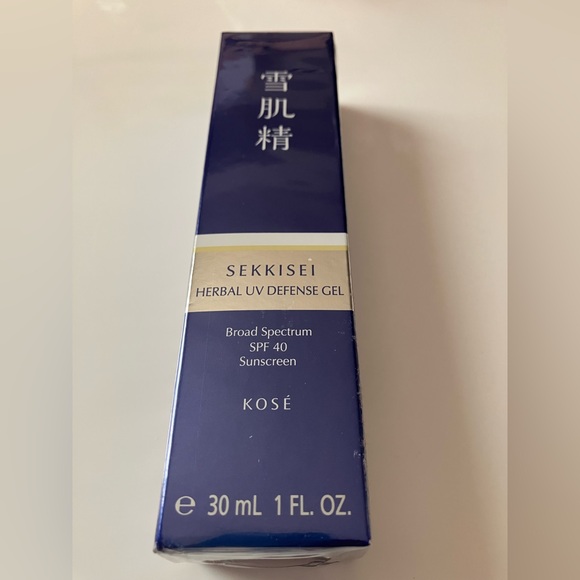 雪肌精
SEKKISEI
HERBAL UV DEFENSE GEL
Broad Spectrum
SPF 40
Sunscreen
KOSÉ
℮ 30 mL 1 FL. OZ.